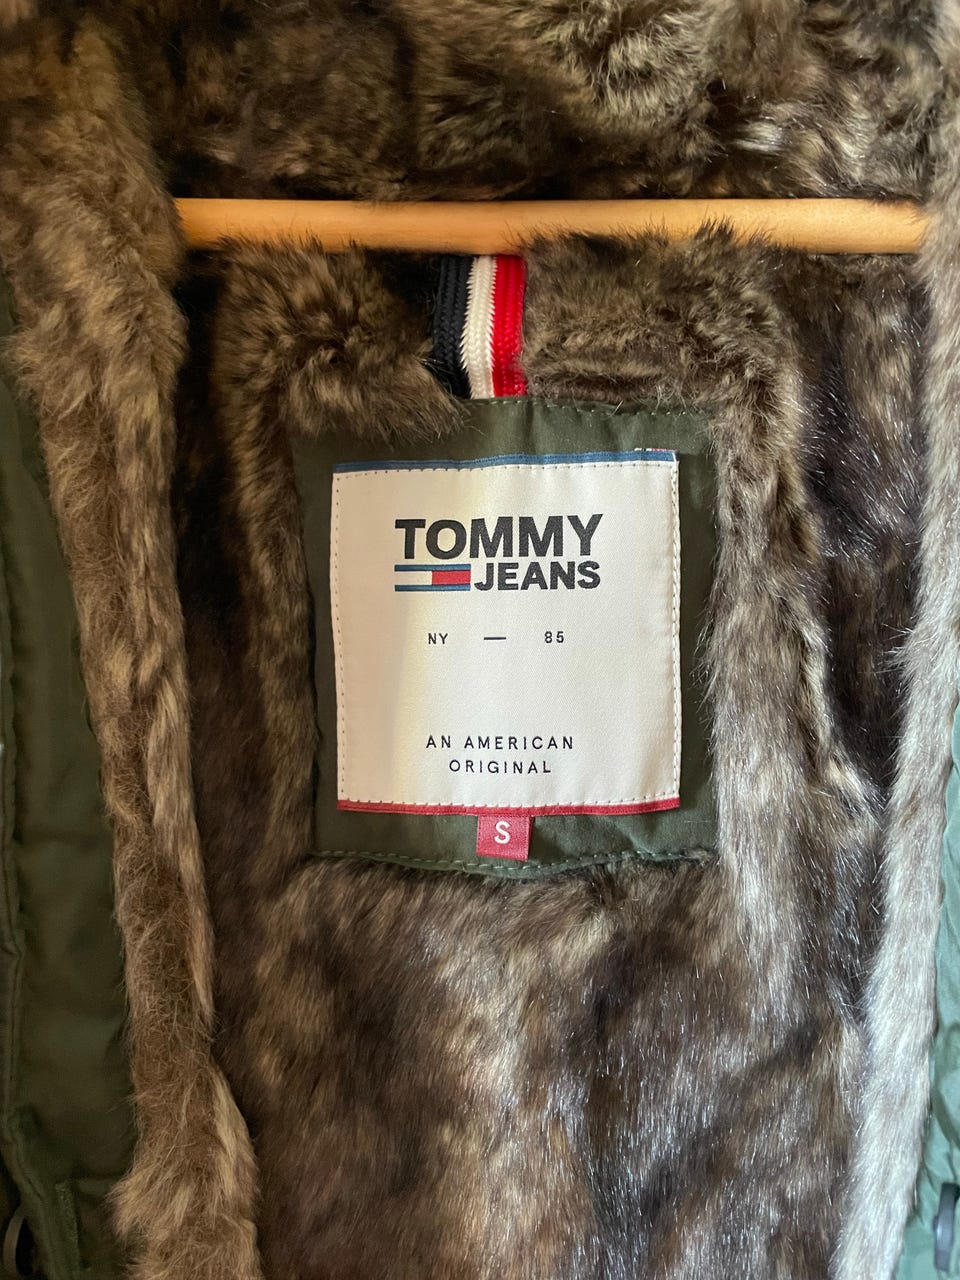 TOMMY
JEANS
NY — 85
AN AMERICAN
ORIGINAL
S